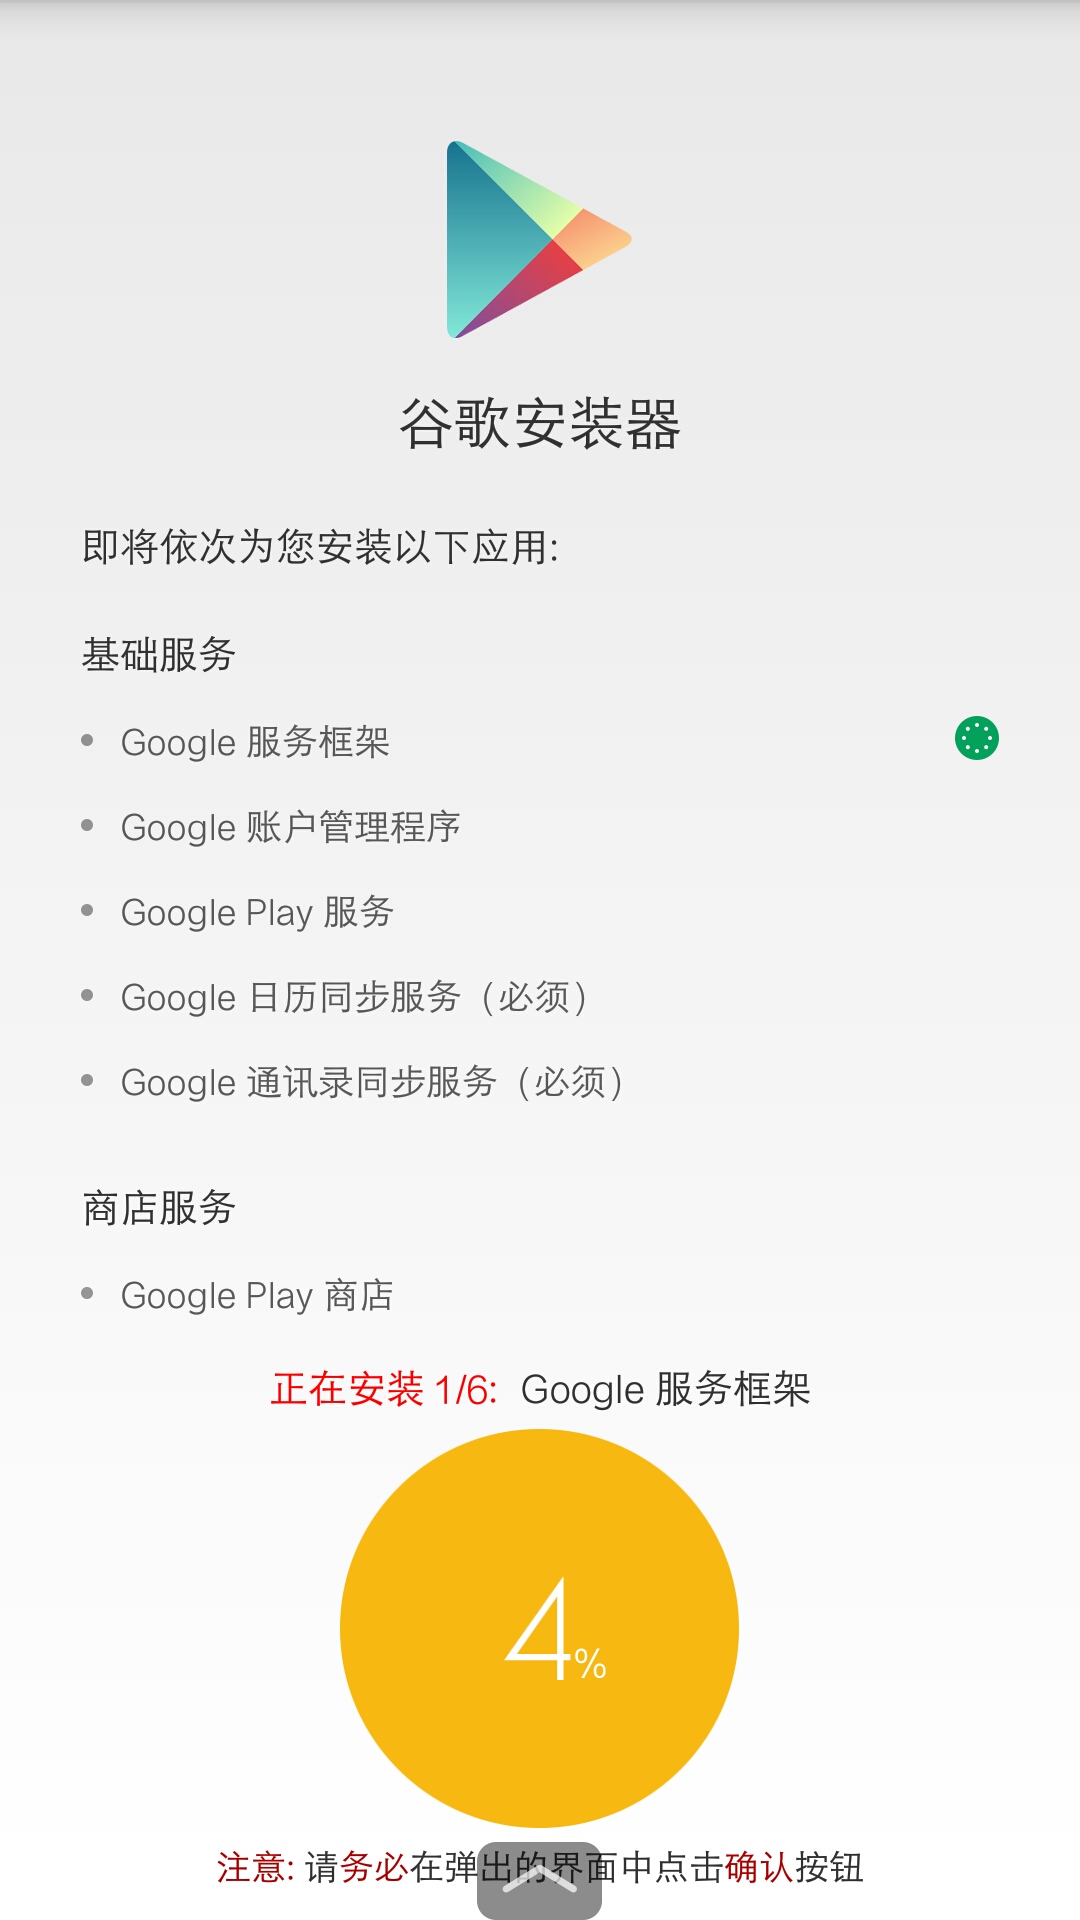 谷歌安装器
即将依次为您安装以下应用:
基础服务
Google 服务框架
Google 账户管理程序
Google Play 服务
Google 日历同步服务（必须）
Google 通讯录同步服务（必须）
商店服务
Google Play 商店
正在安装 1/6: Google 服务框架
4%
注意: 请务必在弹出的界面中点击确认按钮